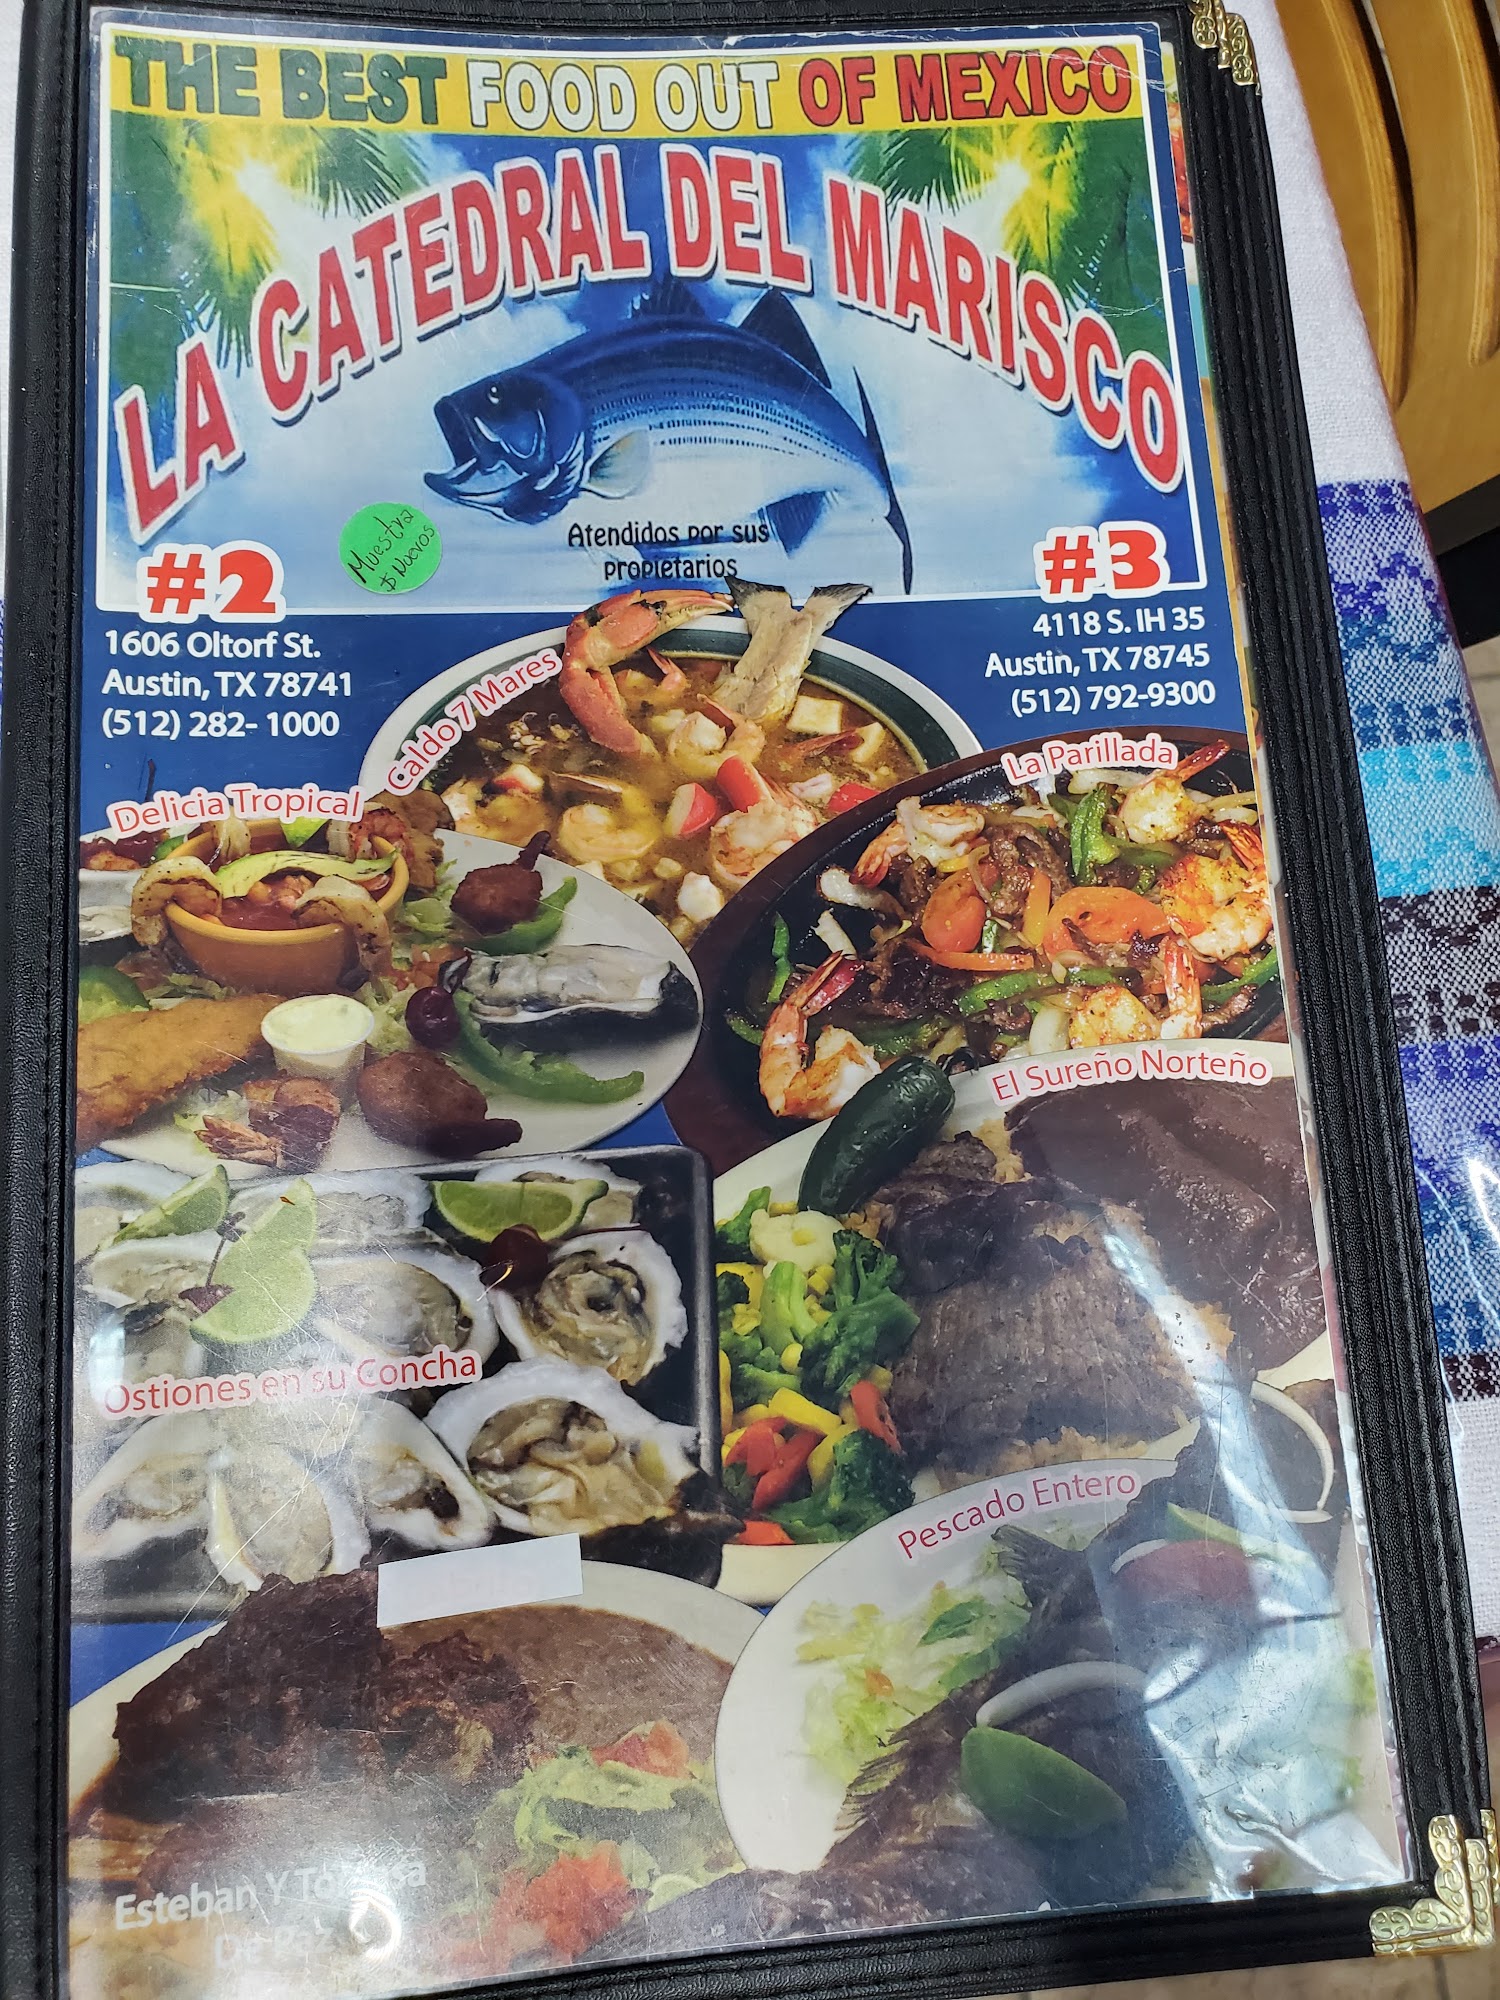 THE BEST FOOD OUT OF MEXICO
LA CATEDRAL DEL MARISCO
Muestra
$ Nuevos
Atendidos por sus
propietarios
#2
1606 Oltorf St.
Austin, TX 78741
(512) 282- 1000
#3
4118 S. IH 35
Austin, TX 78745
(512) 792-9300
Caldo 7 Mares
La Parillada
Delicia Tropical
El Sureño Norteño
Ostiones en su Concha
Pescado Entero
Esteban Y
De Paz